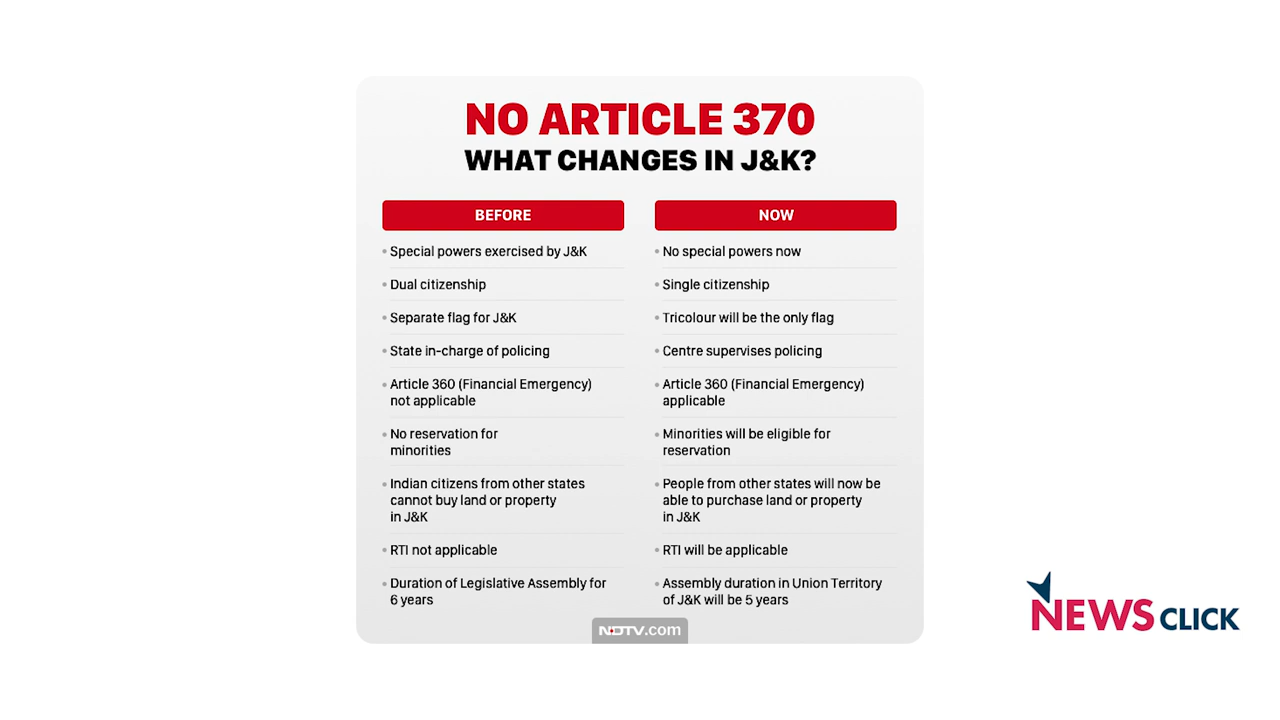 NO ARTICLE 370
WHAT CHANGES IN J&K?
BEFORE
• Special powers exercised by J&K
• Dual citizenship
• Separate flag for J&K
• State in-charge of policing
• Article 360 (Financial Emergency)
not applicable
• No reservation for
minorities
• Indian citizens from other states
cannot buy land or property
in J&K
• RTI not applicable
• Duration of Legislative Assembly for
6 years
NOW
• No special powers now
• Single citizenship
• Tricolour will be the only flag
• Centre supervises policing
• Article 360 (Financial Emergency)
applicable
• Minorities will be eligible for
reservation
• People from other states will now be
able to purchase land or property
in J&K
• RTI will be applicable
• Assembly duration in Union Territory
of J&K will be 5 years
NDTV.com
NEWSCLICK